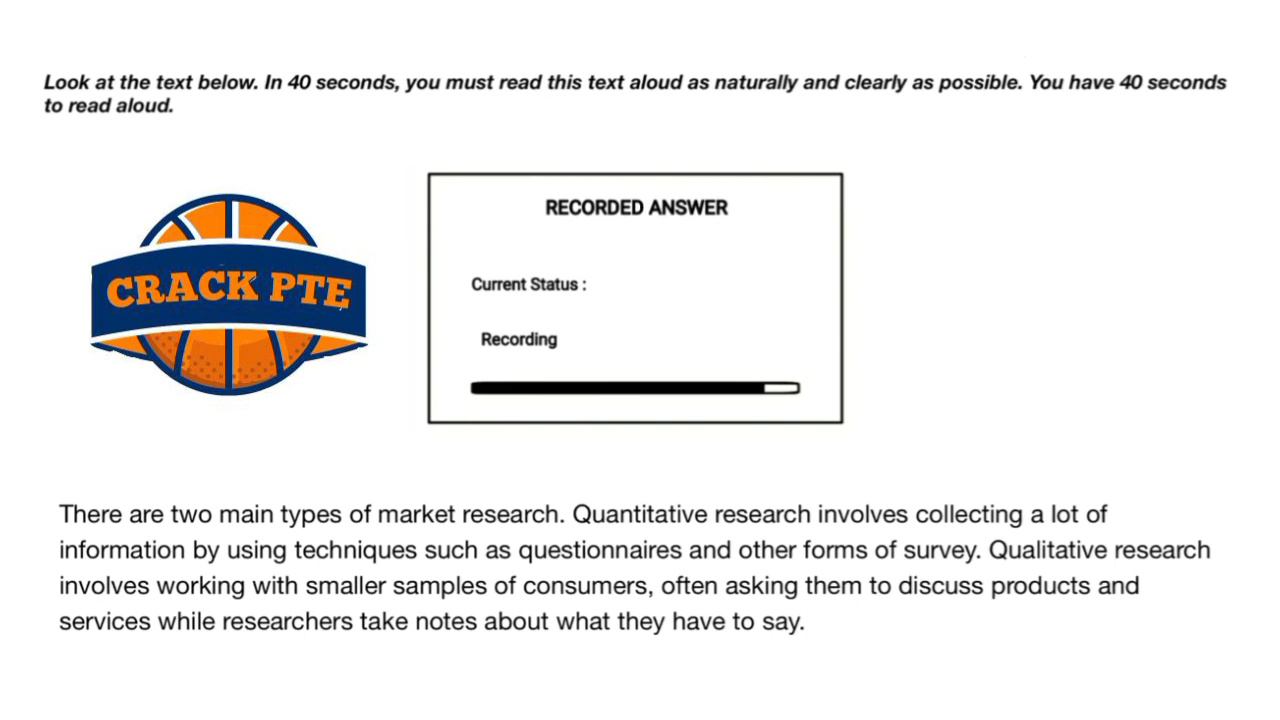 Look at the text below. In 40 seconds, you must read this text aloud as naturally and clearly as possible. You have 40 seconds
to read aloud.
CRACK PTE
RECORDED ANSWER
Current Status :
Recording
There are two main types of market research. Quantitative research involves collecting a lot of
information by using techniques such as questionnaires and other forms of survey. Qualitative research
involves working with smaller samples of consumers, often asking them to discuss products and
services while researchers take notes about what they have to say.